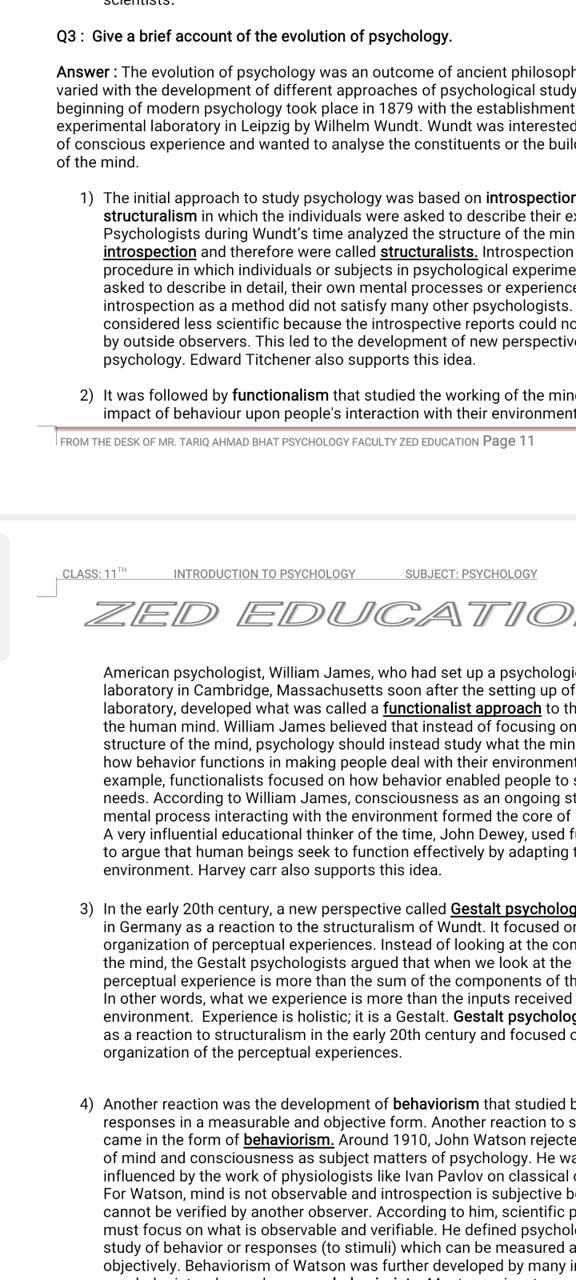 scientists.
Q3 : Give a brief account of the evolution of psychology.
Answer : The evolution of psychology was an outcome of ancient philosoph
varied with the development of different approaches of psychological study
beginning of modern psychology took place in 1879 with the establishment
experimental laboratory in Leipzig by Wilhelm Wundt. Wundt was interested
of conscious experience and wanted to analyse the constituents or the buil
of the mind.
1) The initial approach to study psychology was based on introspection
structuralism in which the individuals were asked to describe their e
Psychologists during Wundt's time analyzed the structure of the min
introspection and therefore were called structuralists. Introspection
procedure in which individuals or subjects in psychological experime
asked to describe in detail, their own mental processes or experience
introspection as a method did not satisfy many other psychologists.
considered less scientific because the introspective reports could no
by outside observers. This led to the development of new perspectiv
psychology. Edward Titchener also supports this idea.
2) It was followed by functionalism that studied the working of the min
impact of behaviour upon people's interaction with their environment
FROM THE DESK OF MR. TARIQ AHMAD BHAT PSYCHOLOGY FACULTY ZED EDUCATION Page 11
CLASS: 11TH INTRODUCTION TO PSYCHOLOGY SUBJECT: PSYCHOLOGY
ZED EDUCATIO
American psychologist, William James, who had set up a psychologi
laboratory in Cambridge, Massachusetts soon after the setting up of
laboratory, developed what was called a functionalist approach to th
the human mind. William James believed that instead of focusing on
structure of the mind, psychology should instead study what the min
how behavior functions in making people deal with their environment
example, functionalists focused on how behavior enabled people to s
needs. According to William James, consciousness as an ongoing st
mental process interacting with the environment formed the core of
A very influential educational thinker of the time, John Dewey, used f
to argue that human beings seek to function effectively by adapting t
environment. Harvey carr also supports this idea.
3) In the early 20th century, a new perspective called Gestalt psycholog
in Germany as a reaction to the structuralism of Wundt. It focused o
organization of perceptual experiences. Instead of looking at the con
the mind, the Gestalt psychologists argued that when we look at the
perceptual experience is more than the sum of the components of th
In other words, what we experience is more than the inputs received
environment. Experience is holistic; it is a Gestalt. Gestalt psycholog
as a reaction to structuralism in the early 20th century and focused o
organization of the perceptual experiences.
4) Another reaction was the development of behaviorism that studied b
responses in a measurable and objective form. Another reaction to s
came in the form of behaviorism. Around 1910, John Watson rejecte
of mind and consciousness as subject matters of psychology. He wa
influenced by the work of physiologists like Ivan Pavlov on classical c
For Watson, mind is not observable and introspection is subjective b
cannot be verified by another observer. According to him, scientific p
must focus on what is observable and verifiable. He defined psychol
study of behavior or responses (to stimuli) which can be measured a
objectively. Behaviorism of Watson was further developed by many i